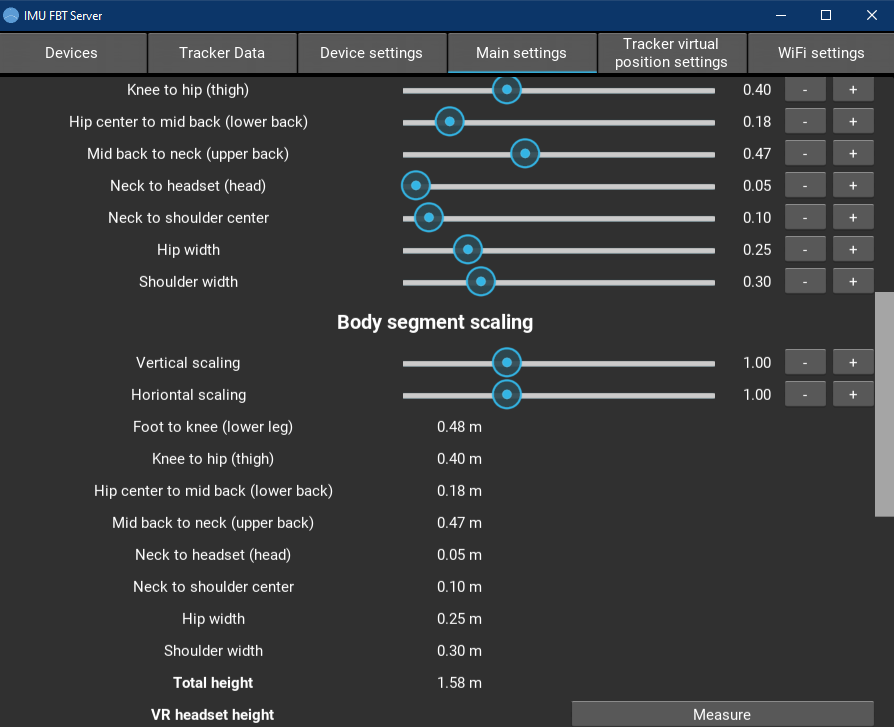 IMU FBT Server
Devices
Tracker Data
Device settings
Main settings
Tracker virtual
position settings
WiFi settings
Knee to hip (thigh) 0.40 - +
Hip center to mid back (lower back) 0.18 - +
Mid back to neck (upper back) 0.47 - +
Neck to headset (head) 0.05 - +
Neck to shoulder center 0.10 - +
Hip width 0.25 - +
Shoulder width 0.30 - +
Body segment scaling
Vertical scaling 1.00 - +
Horiontal scaling 1.00 - +
Foot to knee (lower leg) 0.48 m
Knee to hip (thigh) 0.40 m
Hip center to mid back (lower back) 0.18 m
Mid back to neck (upper back) 0.47 m
Neck to headset (head) 0.05 m
Neck to shoulder center 0.10 m
Hip width 0.25 m
Shoulder width 0.30 m
Total height 1.58 m
VR headset height Measure